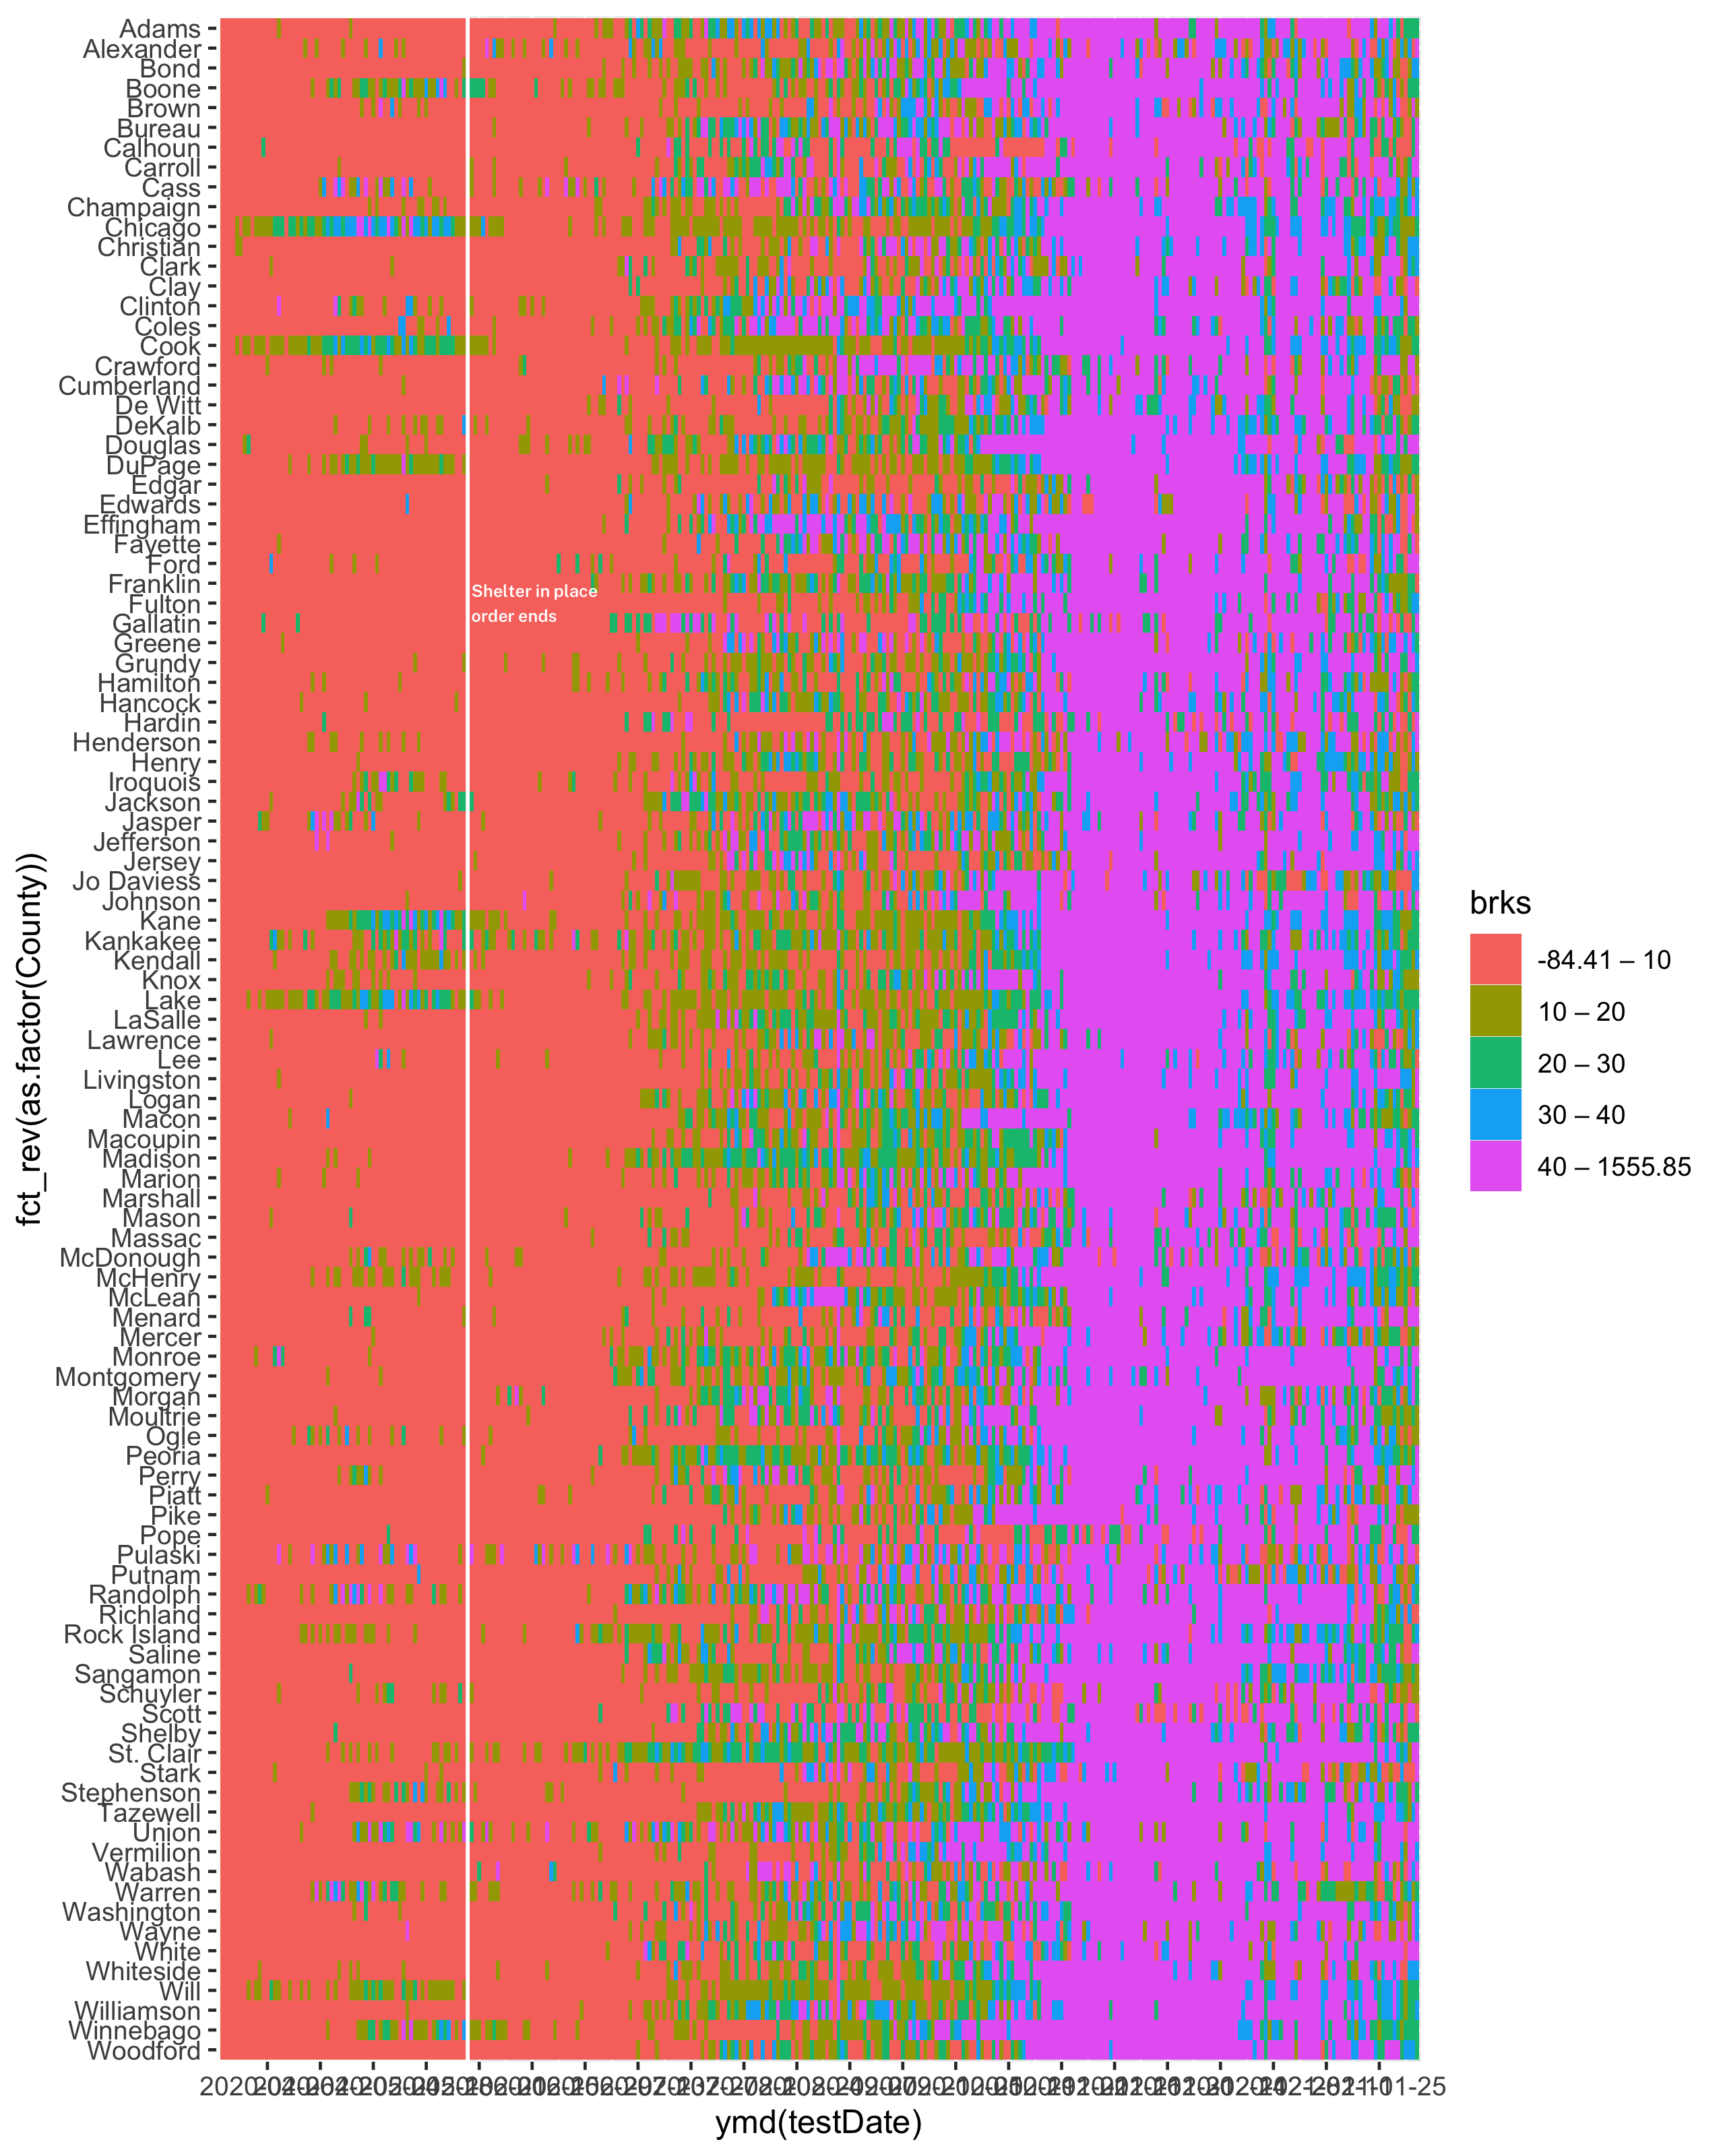 Adams
Alexander
Bond
Boone
Brown
Bureau
Calhoun
Carroll
Cass
Champaign
Chicago
Christian
Clark
Clay
Clinton
Coles
Cook
Crawford
Cumberland
De Witt
DeKalb
Douglas
DuPage
Edgar
Edwards
Effingham
Fayette
Ford
Franklin
Fulton
Gallatin
Greene
Grundy
Hamilton
Hancock
Hardin
Henderson
Henry
Iroquois
Jackson
Jasper
Jefferson
Jersey
Jo Daviess
Johnson
Kane
Kankakee
Kendall
Knox
Lake
LaSalle
Lawrence
Lee
Livingston
Logan
Macon
Macoupin
Madison
Marion
Marshall
Mason
Massac
McDonough
McHenry
McLean
Menard
Mercer
Monroe
Montgomery
Morgan
Moultrie
Ogle
Peoria
Perry
Piatt
Pike
Pope
Pulaski
Putnam
Randolph
Richland
Rock Island
Saline
Sangamon
Schuyler
Scott
Shelby
St. Clair
Stark
Stephenson
Tazewell
Union
Vermilion
Wabash
Warren
Washington
Wayne
White
Whiteside
Will
Williamson
Winnebago
Woodford
fct_rev(as.factor(County))
Shelter in place
order ends
ymd(testDate)
brks
-84.41 – 10
10 – 20
20 – 30
30 – 40
40 – 1555.85